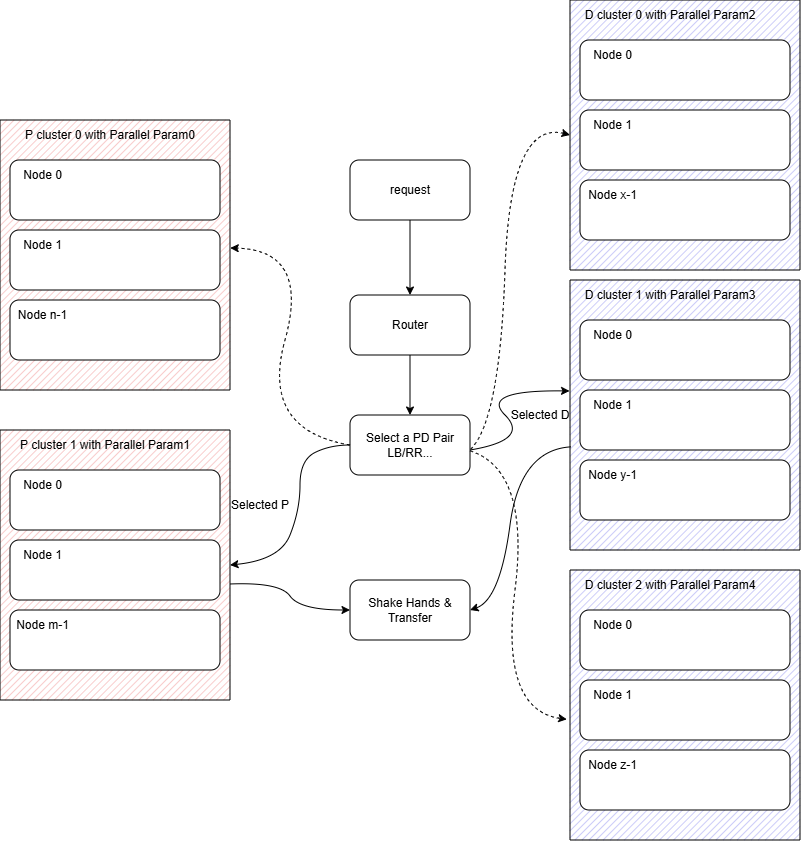 P cluster 0 with Parallel Param0
Node 0
Node 1
Node n-1
P cluster 1 with Parallel Param1
Node 0
Node 1
Node m-1
request
Router
Select a PD Pair
LB/RR...
Selected P
Selected D
Shake Hands &
Transfer
D cluster 0 with Parallel Param2
Node 0
Node 1
Node x-1
D cluster 1 with Parallel Param3
Node 0
Node 1
Node y-1
D cluster 2 with Parallel Param4
Node 0
Node 1
Node z-1